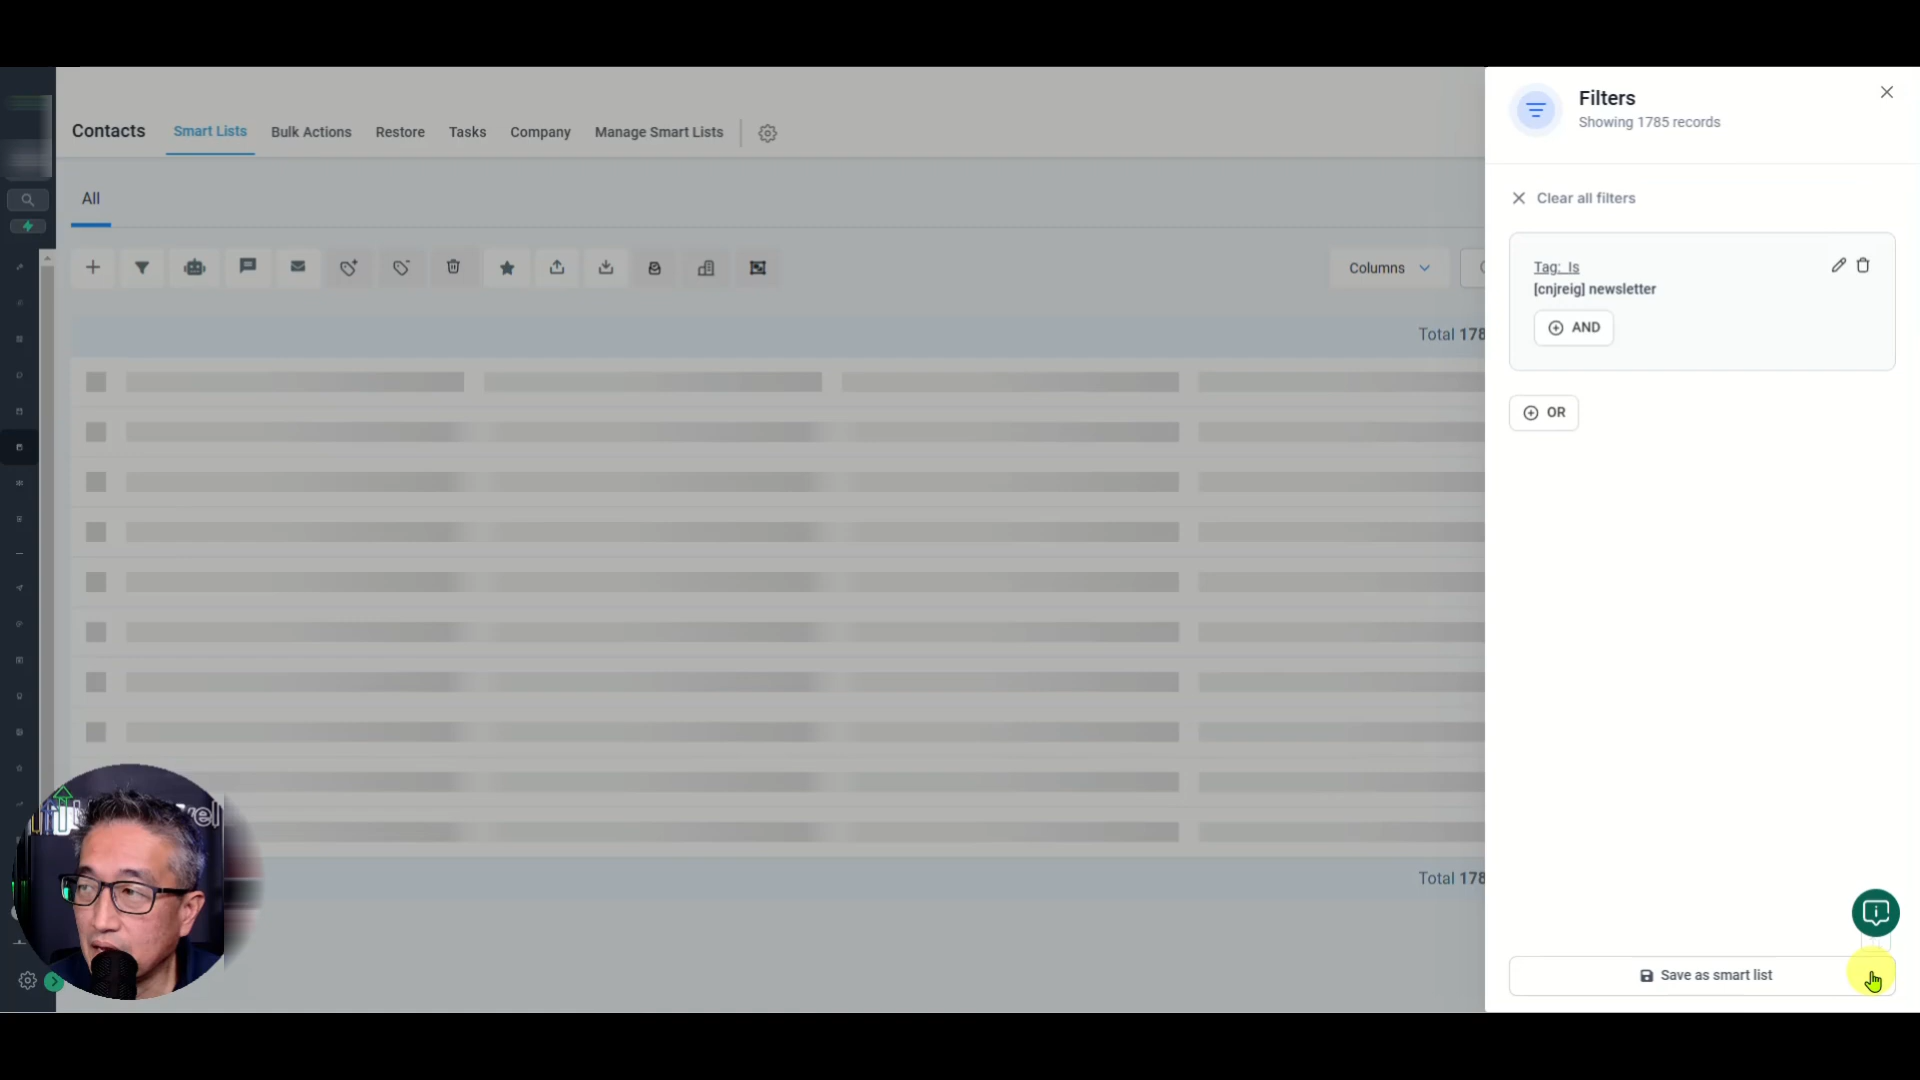 Contacts
Smart Lists
Bulk Actions
Restore
Tasks
Company
Manage Smart Lists
All
Columns
Total 178
Total 178
Filters
Showing 1785 records
Clear all filters
Tag: Is
[cnjreig] newsletter
AND
OR
Save as smart list